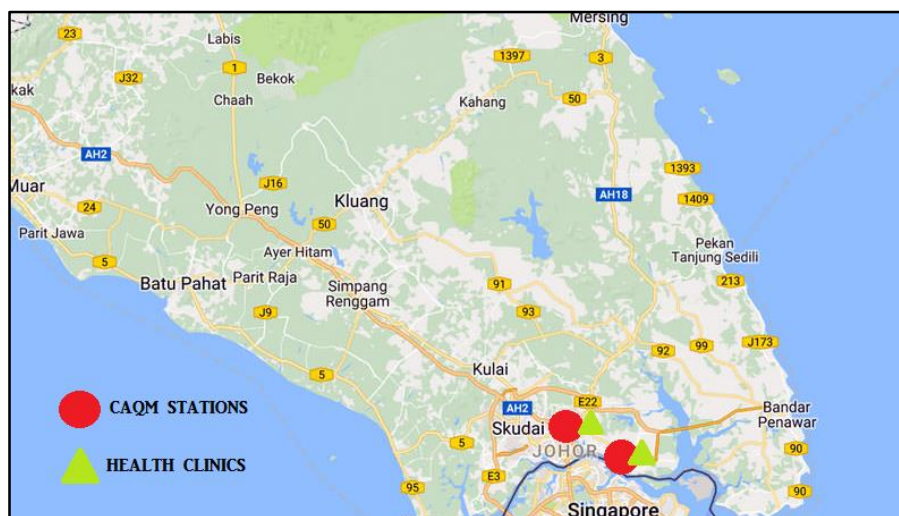 Mersing
23
Labis
1397
3
J32
1
Bekok
kak
Chaah
Kahang
50
AH2
1393
J16
AH18
Muar
24
Kluang
1409
Yong Peng
50
Parit Jawa
Ayer Hitam
Pekan
Tanjung Sedili
5
Batu Pahat
Parit Raja
Simpang
Renggam
91
213
J9
93
92
99
J173
Kulai
5
E22
CAQM STATIONS
AH2
Skudai
Bandar
Penawar
JOHOR
5
HEALTH CLINICS
E3
90
95
90
Singapore